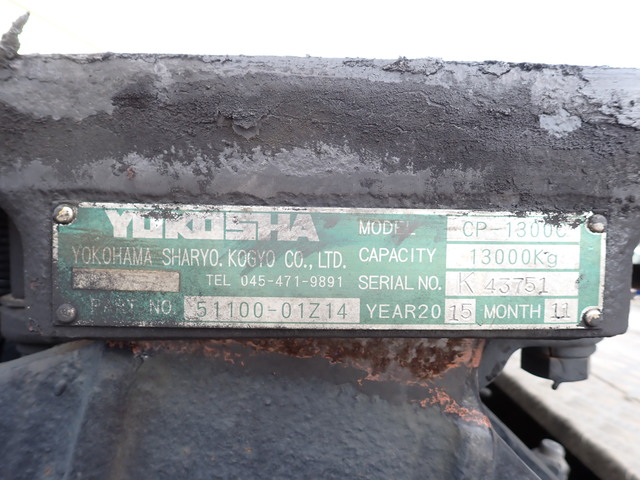 YUKOSHA
YOKOHAMA SHARYO.KOGYO CO.,LTD.
TEL 045-471-9891
PART NO. 51100-01Z14
MODEL CP-1300C
CAPACITY 13000Kg
SERIAL NO. K 43751
YEAR20 15 MONTH 11